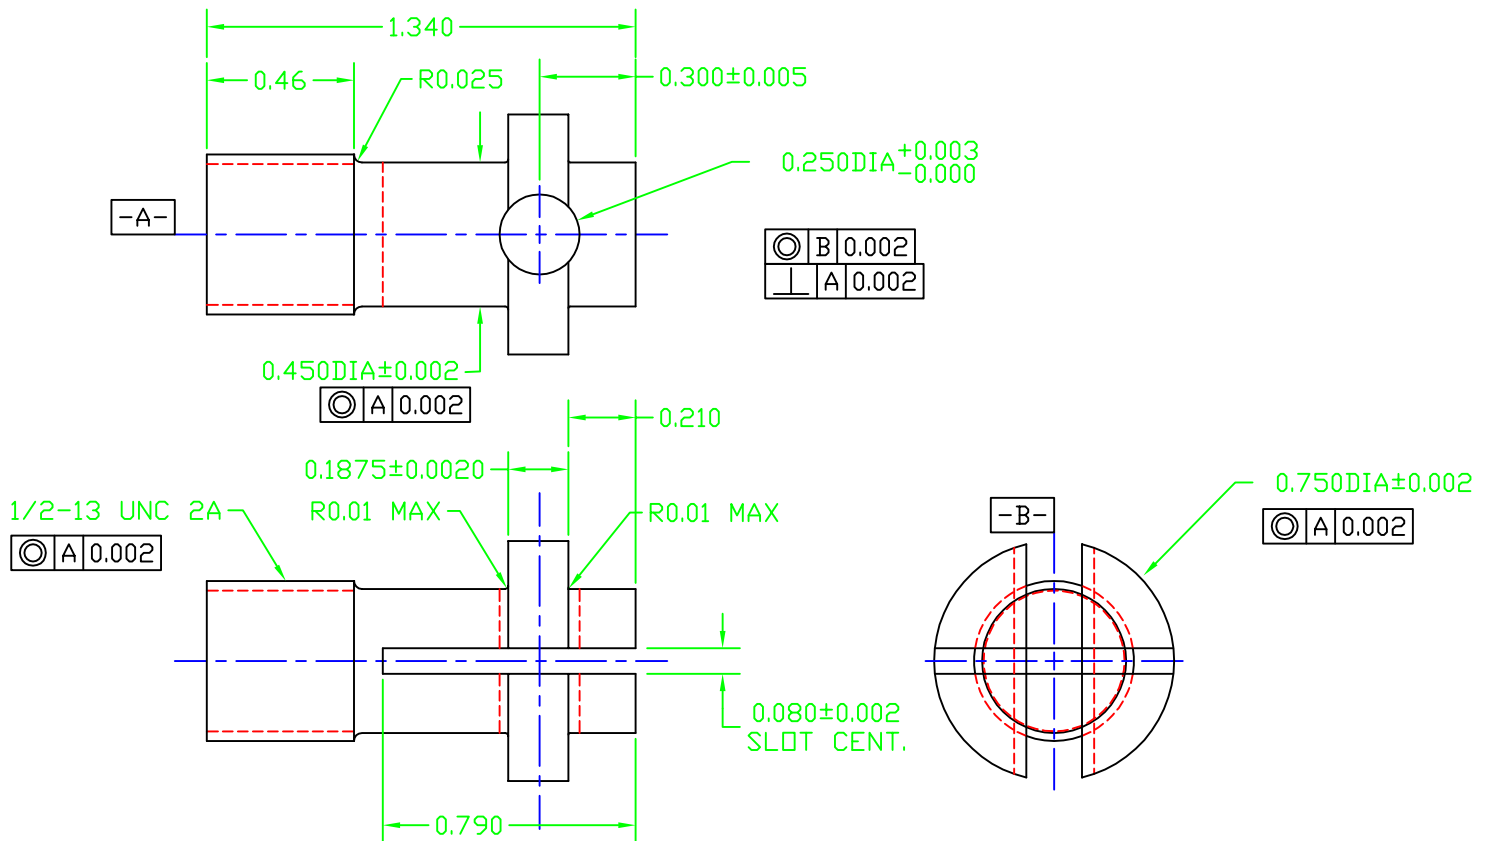 1.340
0.46
R0.025
0.300±0.005
0.250DIA +0.003
-0.000
-A-
B 0.002
A 0.002
0.450DIA±0.002
A 0.002
0.210
0.1875±0.0020
1/2-13 UNC 2A
R0.01 MAX
R0.01 MAX
A 0.002
0.750DIA±0.002
-B-
A 0.002
0.080±0.002
SLOT CENT.
0.790